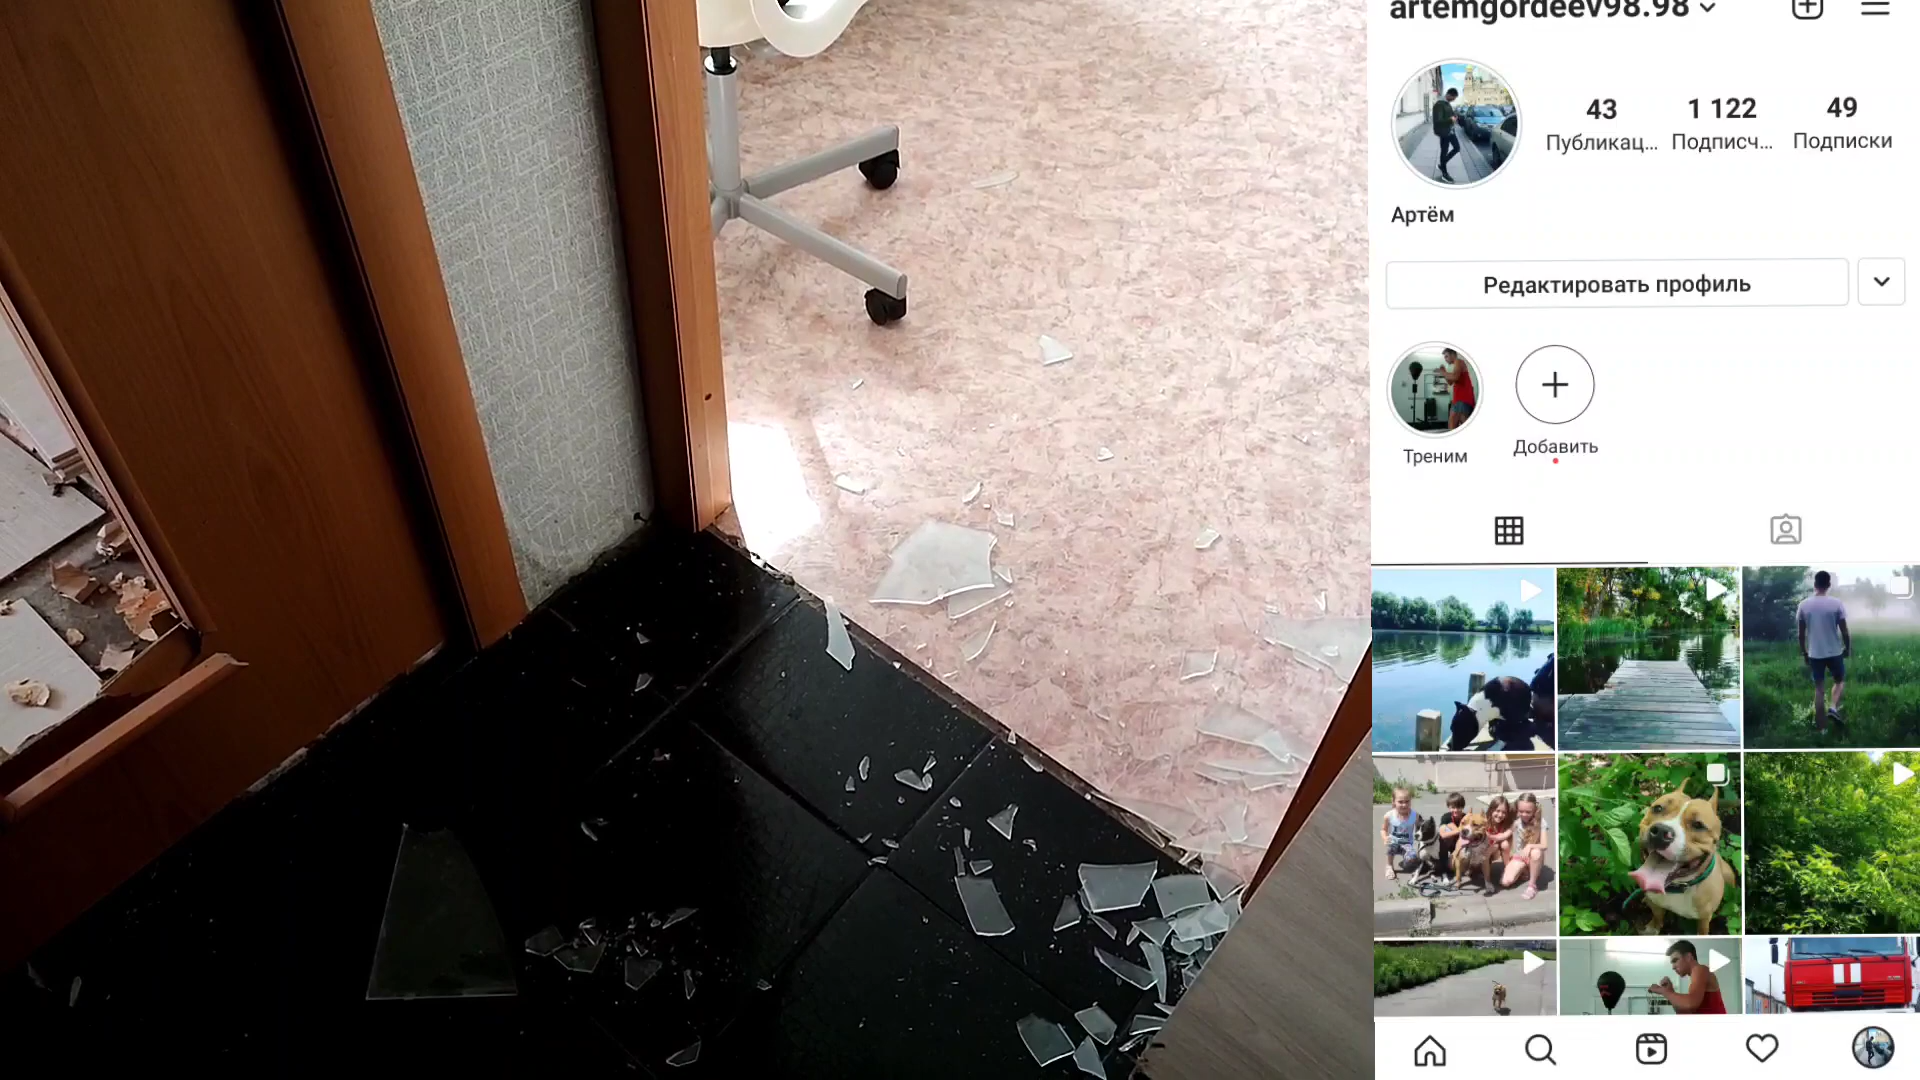 artemgordeev98.98
43
1 122
49
Публикац...
Подписч...
Подписки
Артём
Редактировать профиль
Треним
Добавить